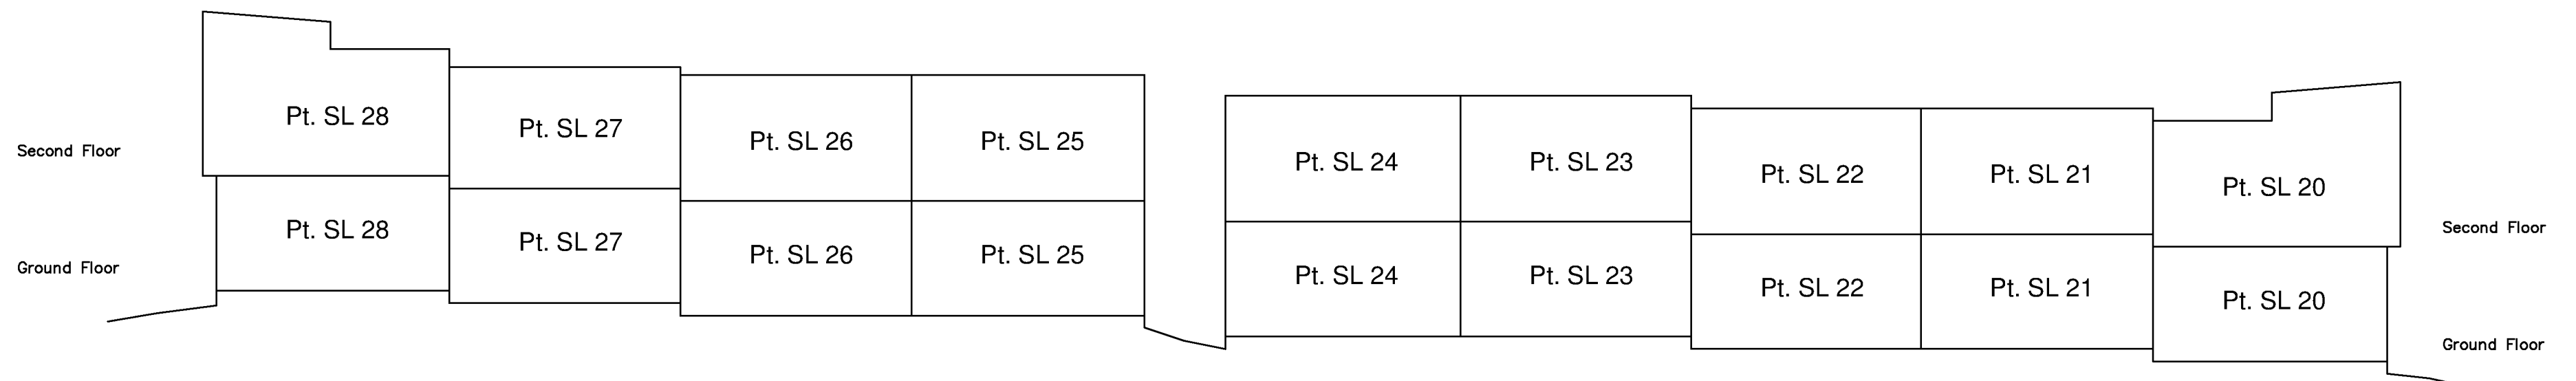 Pt. SL 28
Pt. SL 27
Pt. SL 26
Pt. SL 25
Pt. SL 24
Pt. SL 23
Pt. SL 22
Pt. SL 21
Pt. SL 20
Second Floor
Second Floor
Pt. SL 28
Pt. SL 27
Pt. SL 26
Pt. SL 25
Pt. SL 24
Pt. SL 23
Pt. SL 22
Pt. SL 21
Pt. SL 20
Ground Floor
Ground Floor